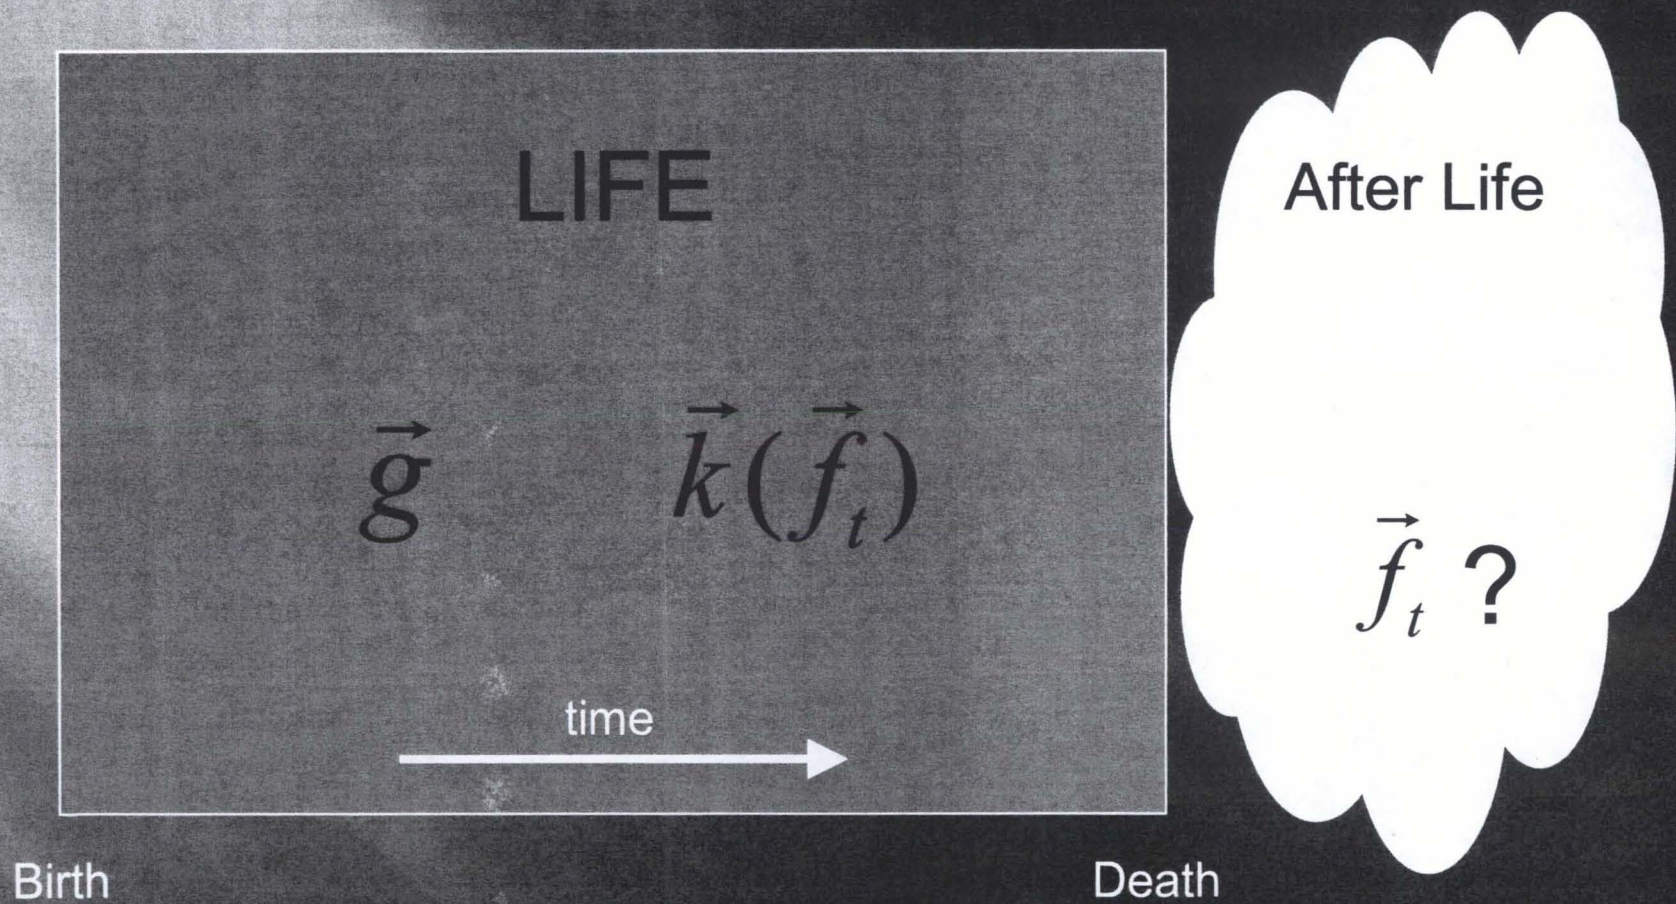 LIFE
After Life
g⃗
k⃗(f⃗ₜ)
f⃗ₜ ?
time
Birth
Death